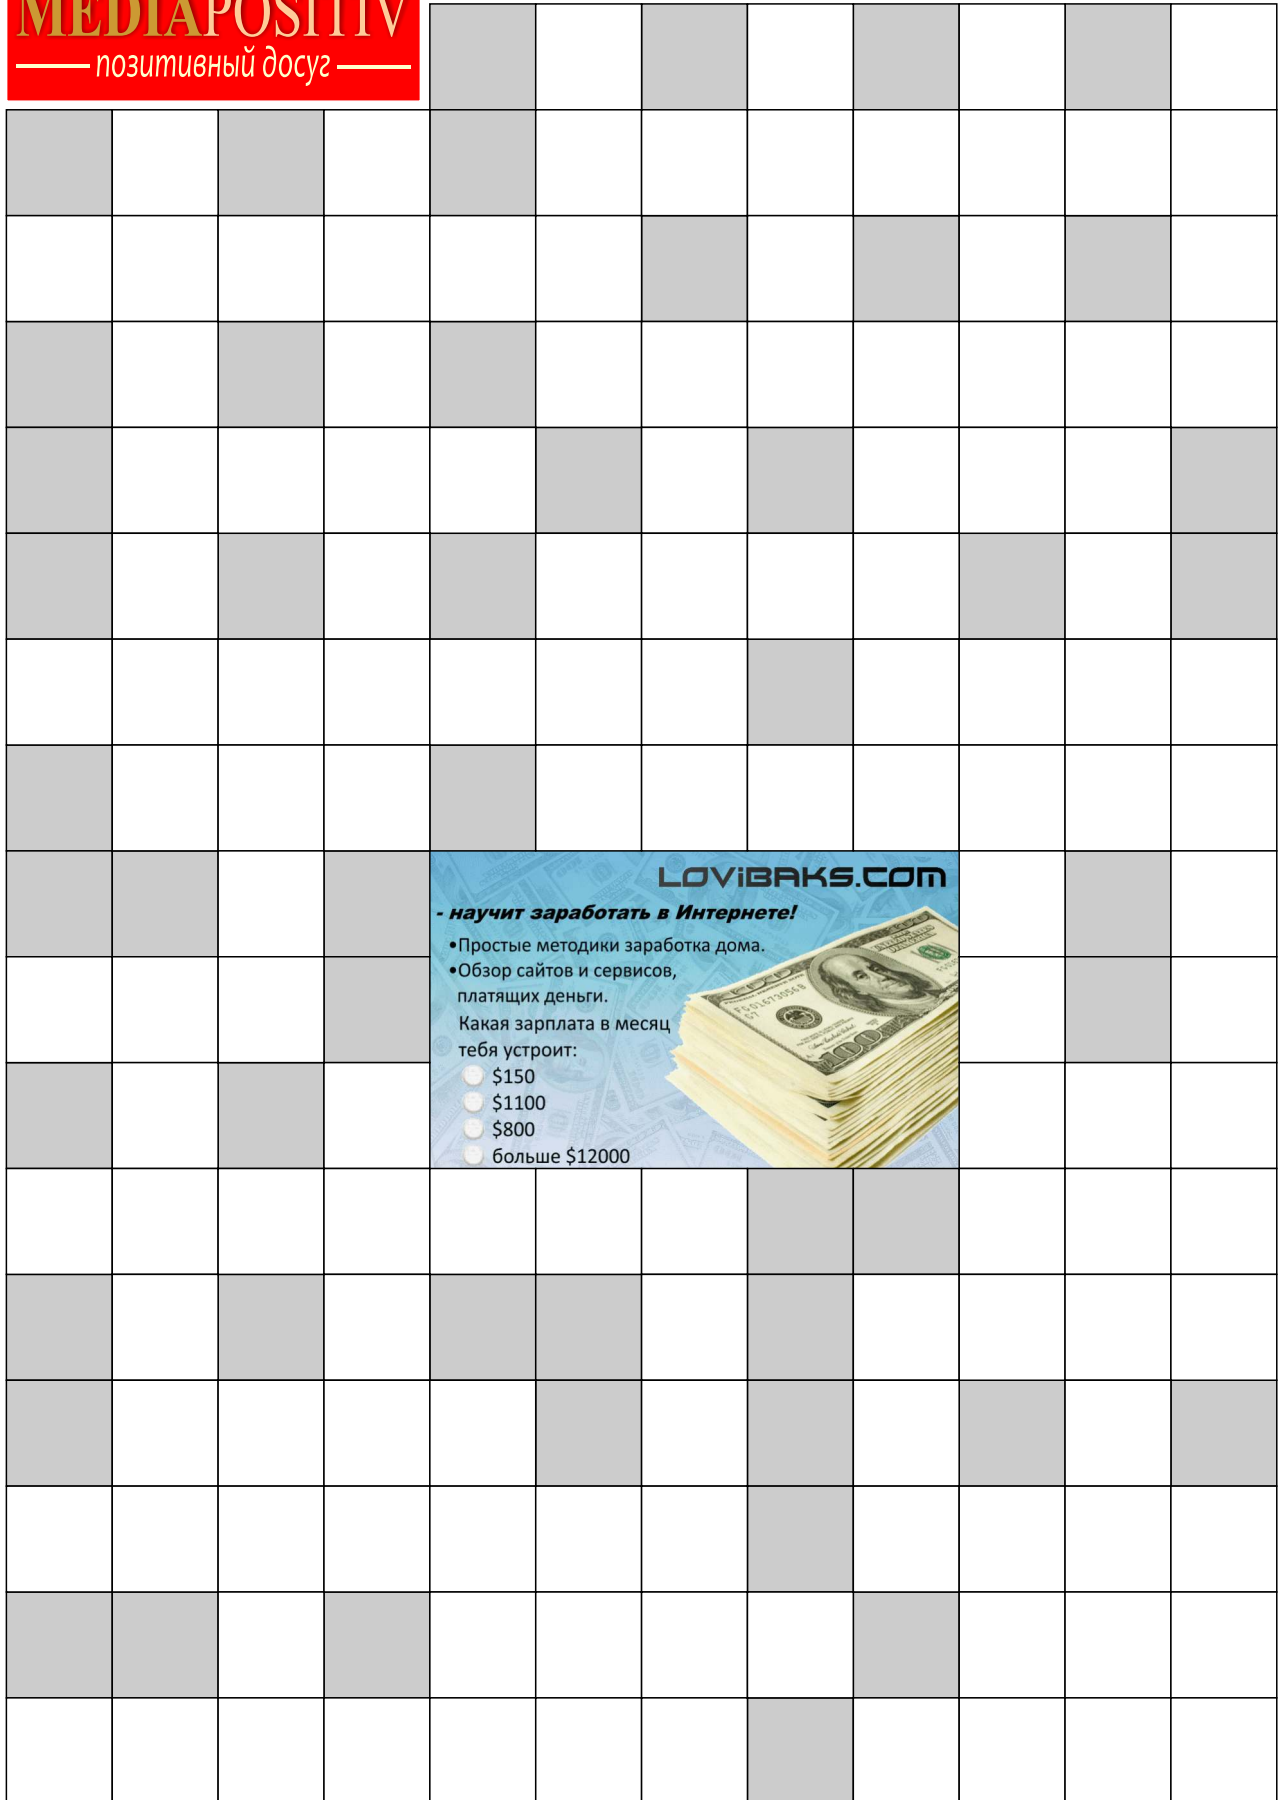 MEDIAPOSITIV
позитивный досуг
LOViBAKS.COM
- научит заработать в Интернете!
•Простые методики заработка дома.
•Обзор сайтов и сервисов,
платящих деньги.
Какая зарплата в месяц
тебя устроит:
$150
$1100
$800
больше $12000